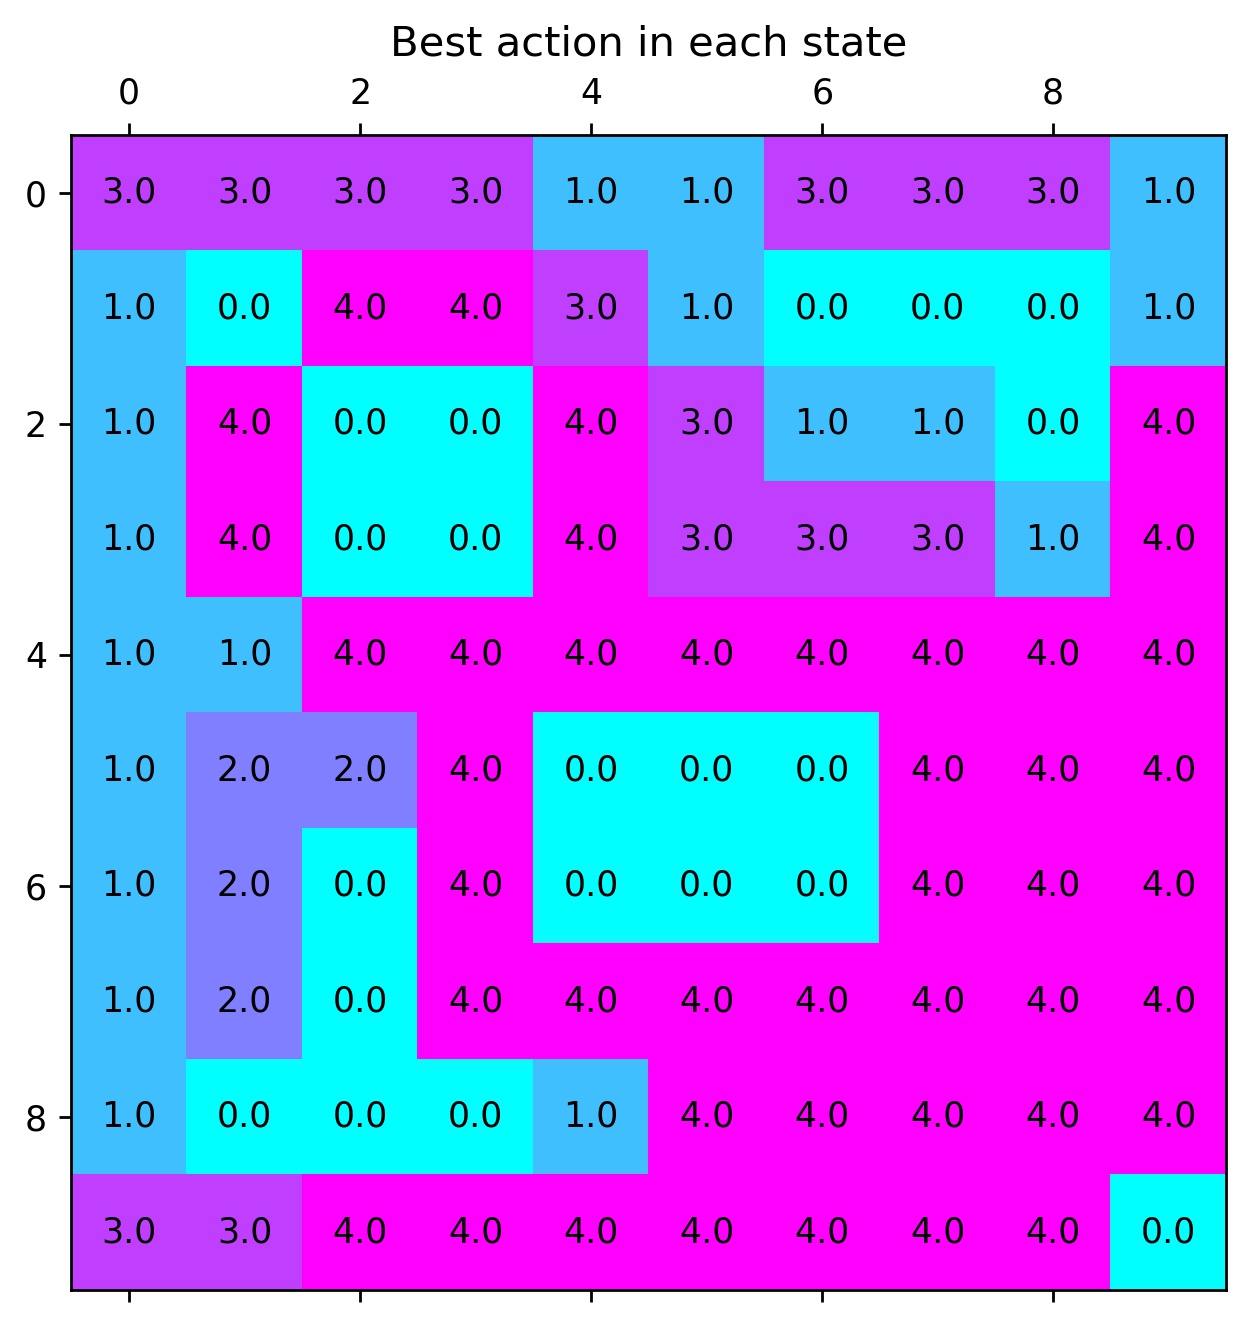 Best action in each state
0 2 4 6 8
0 3.0 3.0 3.0 3.0 1.0 1.0 3.0 3.0 3.0 1.0
1.0 0.0 4.0 4.0 3.0 1.0 0.0 0.0 0.0 1.0
2 1.0 4.0 0.0 0.0 4.0 3.0 1.0 1.0 0.0 4.0
1.0 4.0 0.0 0.0 4.0 3.0 3.0 3.0 1.0 4.0
4 1.0 1.0 4.0 4.0 4.0 4.0 4.0 4.0 4.0 4.0
1.0 2.0 2.0 4.0 0.0 0.0 0.0 4.0 4.0 4.0
6 1.0 2.0 0.0 4.0 0.0 0.0 0.0 4.0 4.0 4.0
1.0 2.0 0.0 4.0 4.0 4.0 4.0 4.0 4.0 4.0
8 1.0 0.0 0.0 0.0 1.0 4.0 4.0 4.0 4.0 4.0
3.0 3.0 4.0 4.0 4.0 4.0 4.0 4.0 4.0 0.0